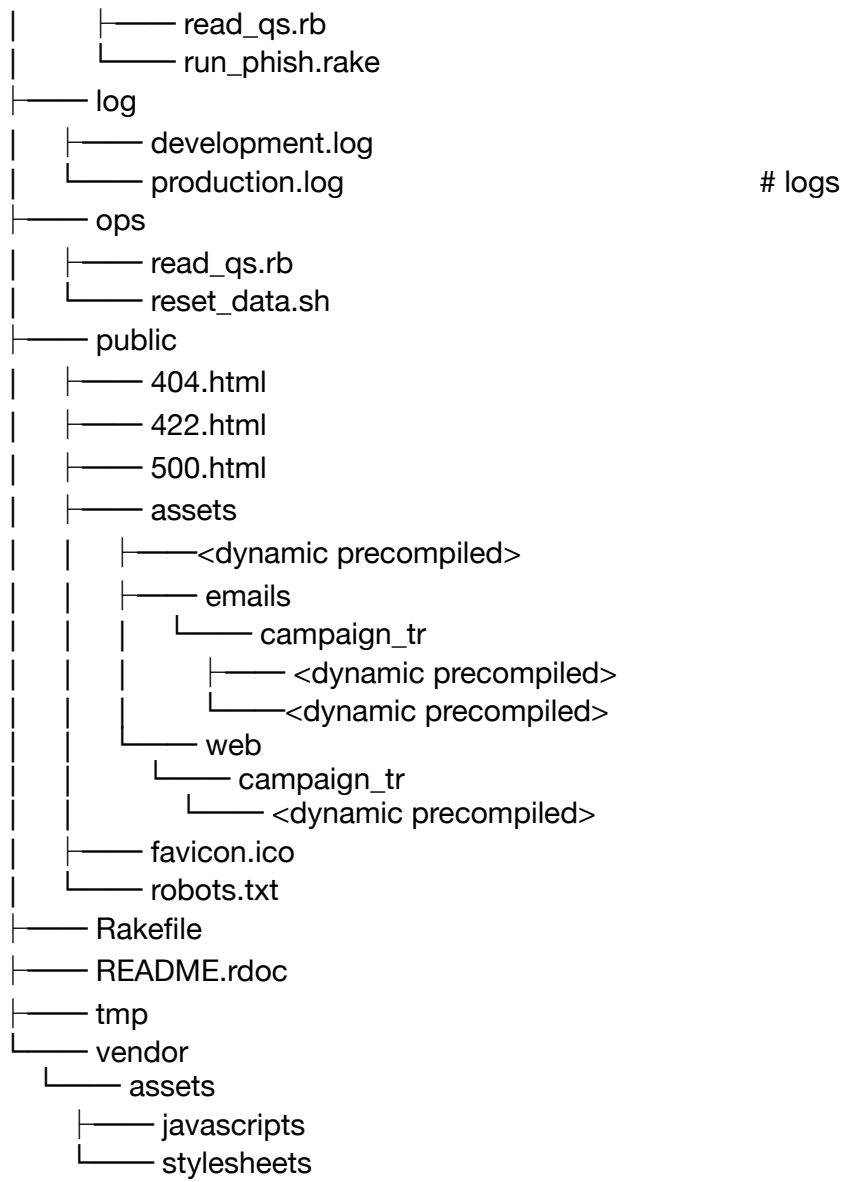 ├── read_qs.rb
└── run_phish.rake
├── log
├── development.log
└── production.log # logs
├── ops
├── read_qs.rb
└── reset_data.sh
├── public
├── 404.html
├── 422.html
├── 500.html
├── assets
├──<dynamic precompiled>
├── emails
└── campaign_tr
├── <dynamic precompiled>
└──<dynamic precompiled>
└── web
└── campaign_tr
└── <dynamic precompiled>
├── favicon.ico
└── robots.txt
├── Rakefile
├── README.rdoc
├── tmp
└── vendor
└── assets
├── javascripts
└── stylesheets